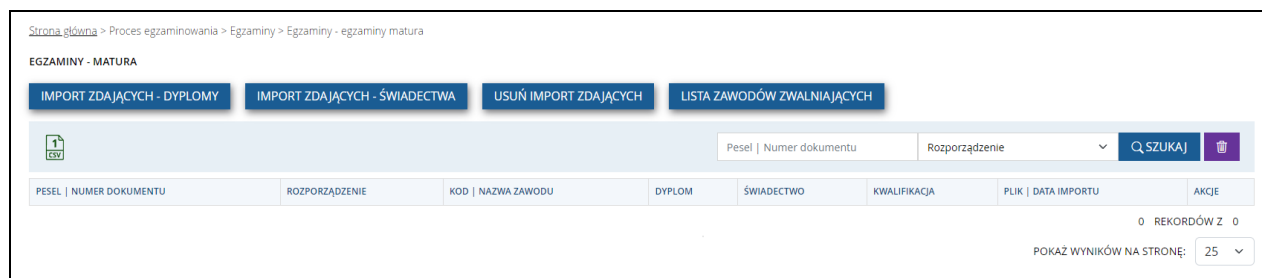 Strona główna > Proces egzaminowania > Egzaminy > Egzaminy - egzaminy matura
EGZAMINY - MATURA
IMPORT ZDAJĄCYCH - DYPLOMY IMPORT ZDAJĄCYCH - ŚWIADECTWA USUŃ IMPORT ZDAJĄCYCH LISTA ZAWODÓW ZWALNIAJĄCYCH
1 CSV Pesel | Numer dokumentu Rozporządzenie SZUKAJ
PESEL | NUMER DOKUMENTU ROZPORZĄDZENIE KOD | NAZWA ZAWODU DYPLOM ŚWIADECTWO KWALIFIKACJA PLIK | DATA IMPORTU AKCJE
0 REKORDÓW Z 0
POKAŻ WYNIKÓW NA STRONĘ: 25